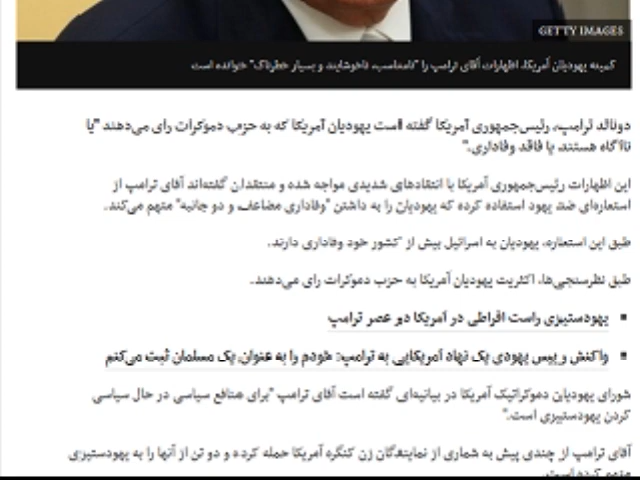 GETTY IMAGES
کمیته یهودیان آمریکا، اظهارات آقای ترامپ را "نامناسب، ناخوشایند و بسیار خطرناک" خوانده است
دونالد ترامپ، رئیس‌جمهوری آمریکا گفته است یهودیان آمریکا که به حزب دموکرات رای می‌دهند "یا
ناآگاه هستند، یا فاقد وفاداری."
این اظهارات رئیس‌جمهوری آمریکا با انتقادهای شدیدی مواجه شده و منتقدان گفته‌اند آقای ترامپ از
استعاره‌ای ضد یهود استفاده کرده که یهودیان را به داشتن "وفاداری مضاعف، و دو جانبه" متهم می‌کند.
طبق این استعاره، یهودیان به اسرائیل بیش از "کشور خود وفاداری دارند.
طبق نظرسنجی‌ها، اکثریت یهودیان آمریکا به حزب دموکرات رای می‌دهند.
یهودستیزی راست افراطی در آمریکا در عصر ترامپ
واکنش رییس یهودی یک نهاد آمریکایی به ترامپ: خودم را به عنوان یک مسلمان ثبت می‌کنم
شورای یهودیان دموکراتیک آمریکا در بیانیه‌ای گفته است آقای ترامپ "برای منافع سیاسی در حال سیاسی
کردن یهودستیزی است."
آقای ترامپ از چندی پیش به شماری از نمایندگان زن کنگره آمریکا حمله کرده و دو تن از آنها را به یهودستیزی
متهم کرده است.